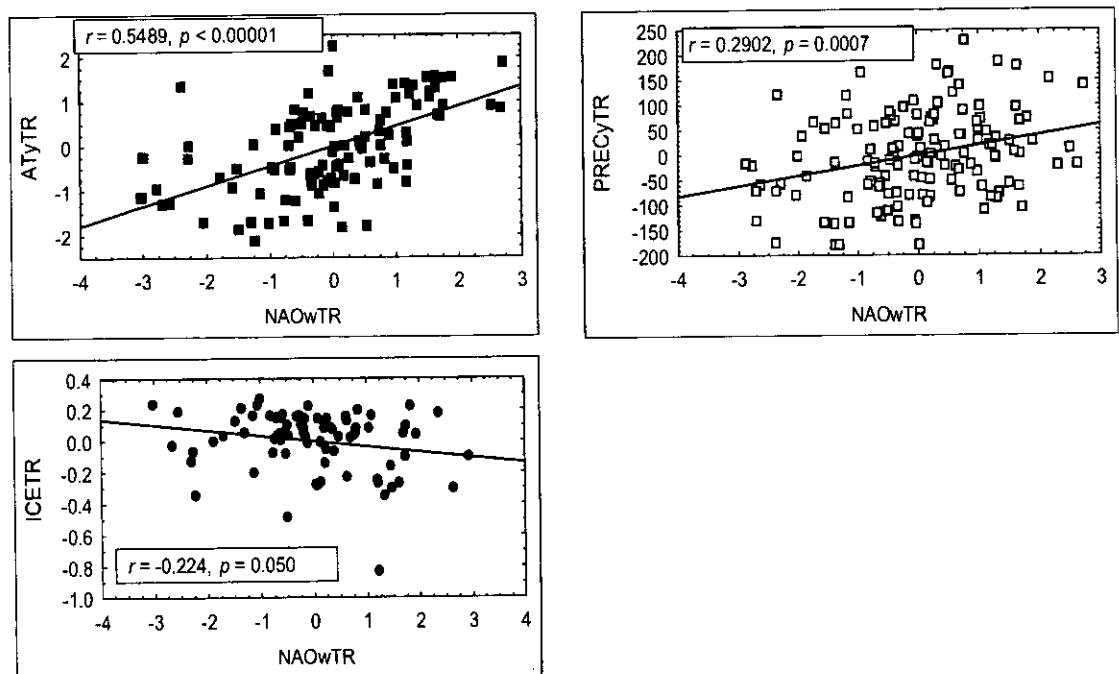 r = 0.5489, p < 0.00001
2
1
0
-1
-2
ATyTR
-4 -3 -2 -1 0 1 2 3
NAOwTR
r = 0.2902, p = 0.0007
250
200
150
100
50
0
-50
-100
-150
-200
PRECyTR
-4 -3 -2 -1 0 1 2 3
NAOwTR
0.4
0.2
0.0
-0.2
-0.4
-0.6
-0.8
-1.0
ICETR
r = -0.224, p = 0.050
-4 -3 -2 -1 0 1 2 3 4
NAOwTR